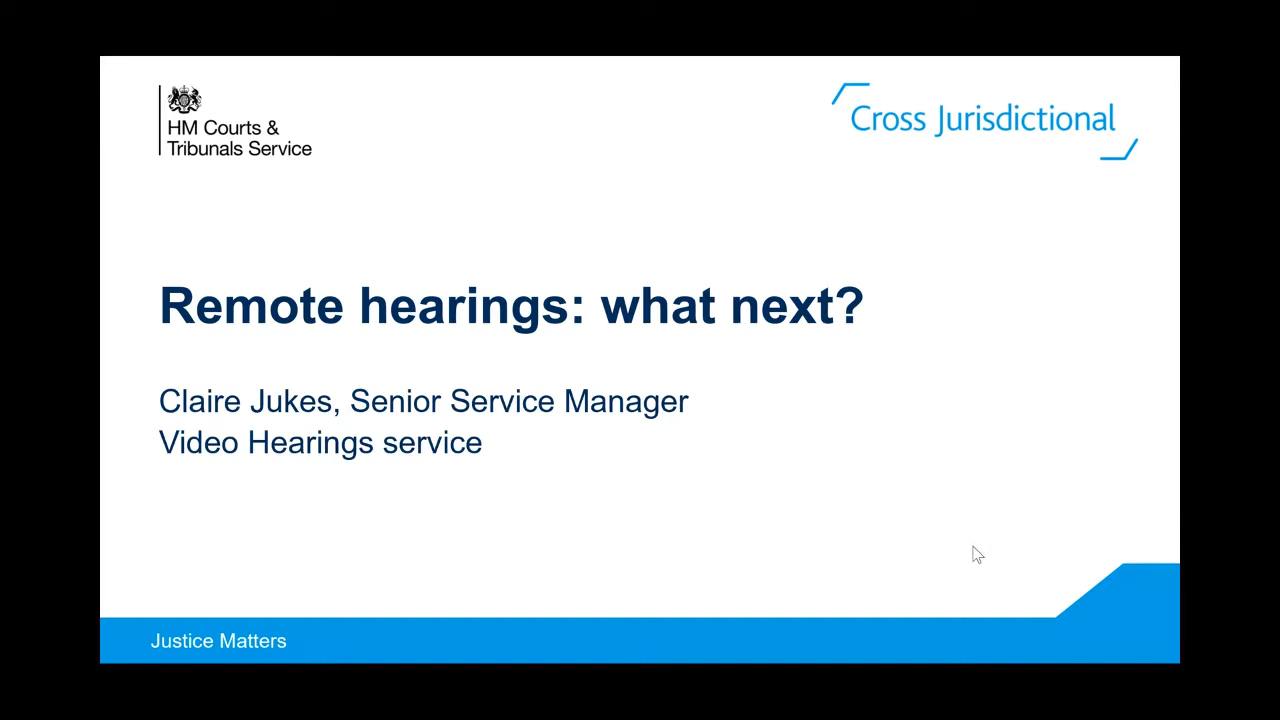 HM Courts &
Tribunals Service
Cross Jurisdictional
Remote hearings: what next?
Claire Jukes, Senior Service Manager
Video Hearings service
Justice Matters